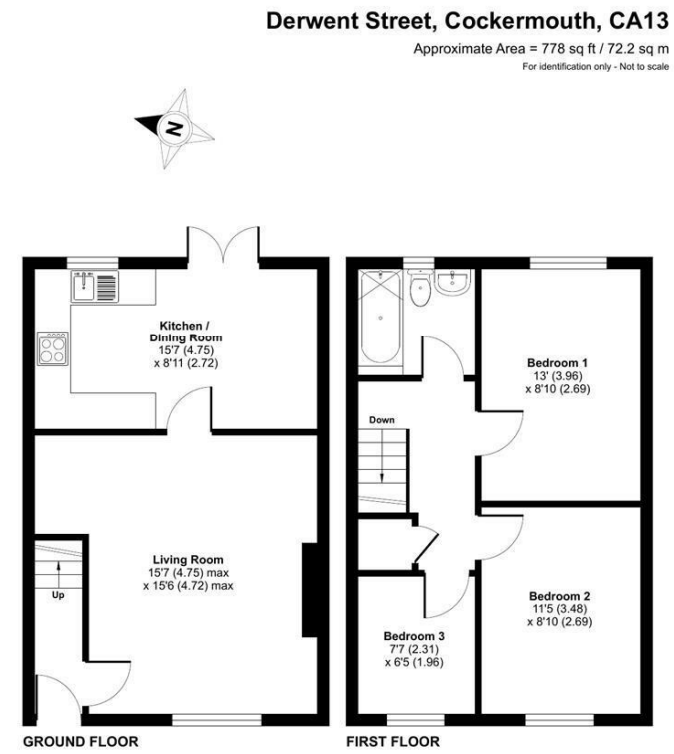 Derwent Street, Cockermouth, CA13
Approximate Area = 778 sq ft / 72.2 sq m
For identification only - Not to scale
N
Kitchen /
Dining Room
15'7 (4.75)
x 8'11 (2.72)
Living Room
15'7 (4.75) max
x 15'6 (4.72) max
Up
GROUND FLOOR
Bedroom 1
13' (3.96)
x 8'10 (2.69)
Down
Bedroom 2
11'5 (3.48)
x 8'10 (2.69)
Bedroom 3
7'7 (2.31)
x 6'5 (1.96)
FIRST FLOOR